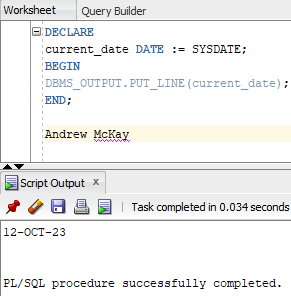 Worksheet Query Builder
DECLARE
current_date DATE := SYSDATE;
BEGIN
DBMS_OUTPUT.PUT_LINE(current_date);
END;
Andrew McKay
Script Output x
Task completed in 0.034 seconds
12-OCT-23
PL/SQL procedure successfully completed.